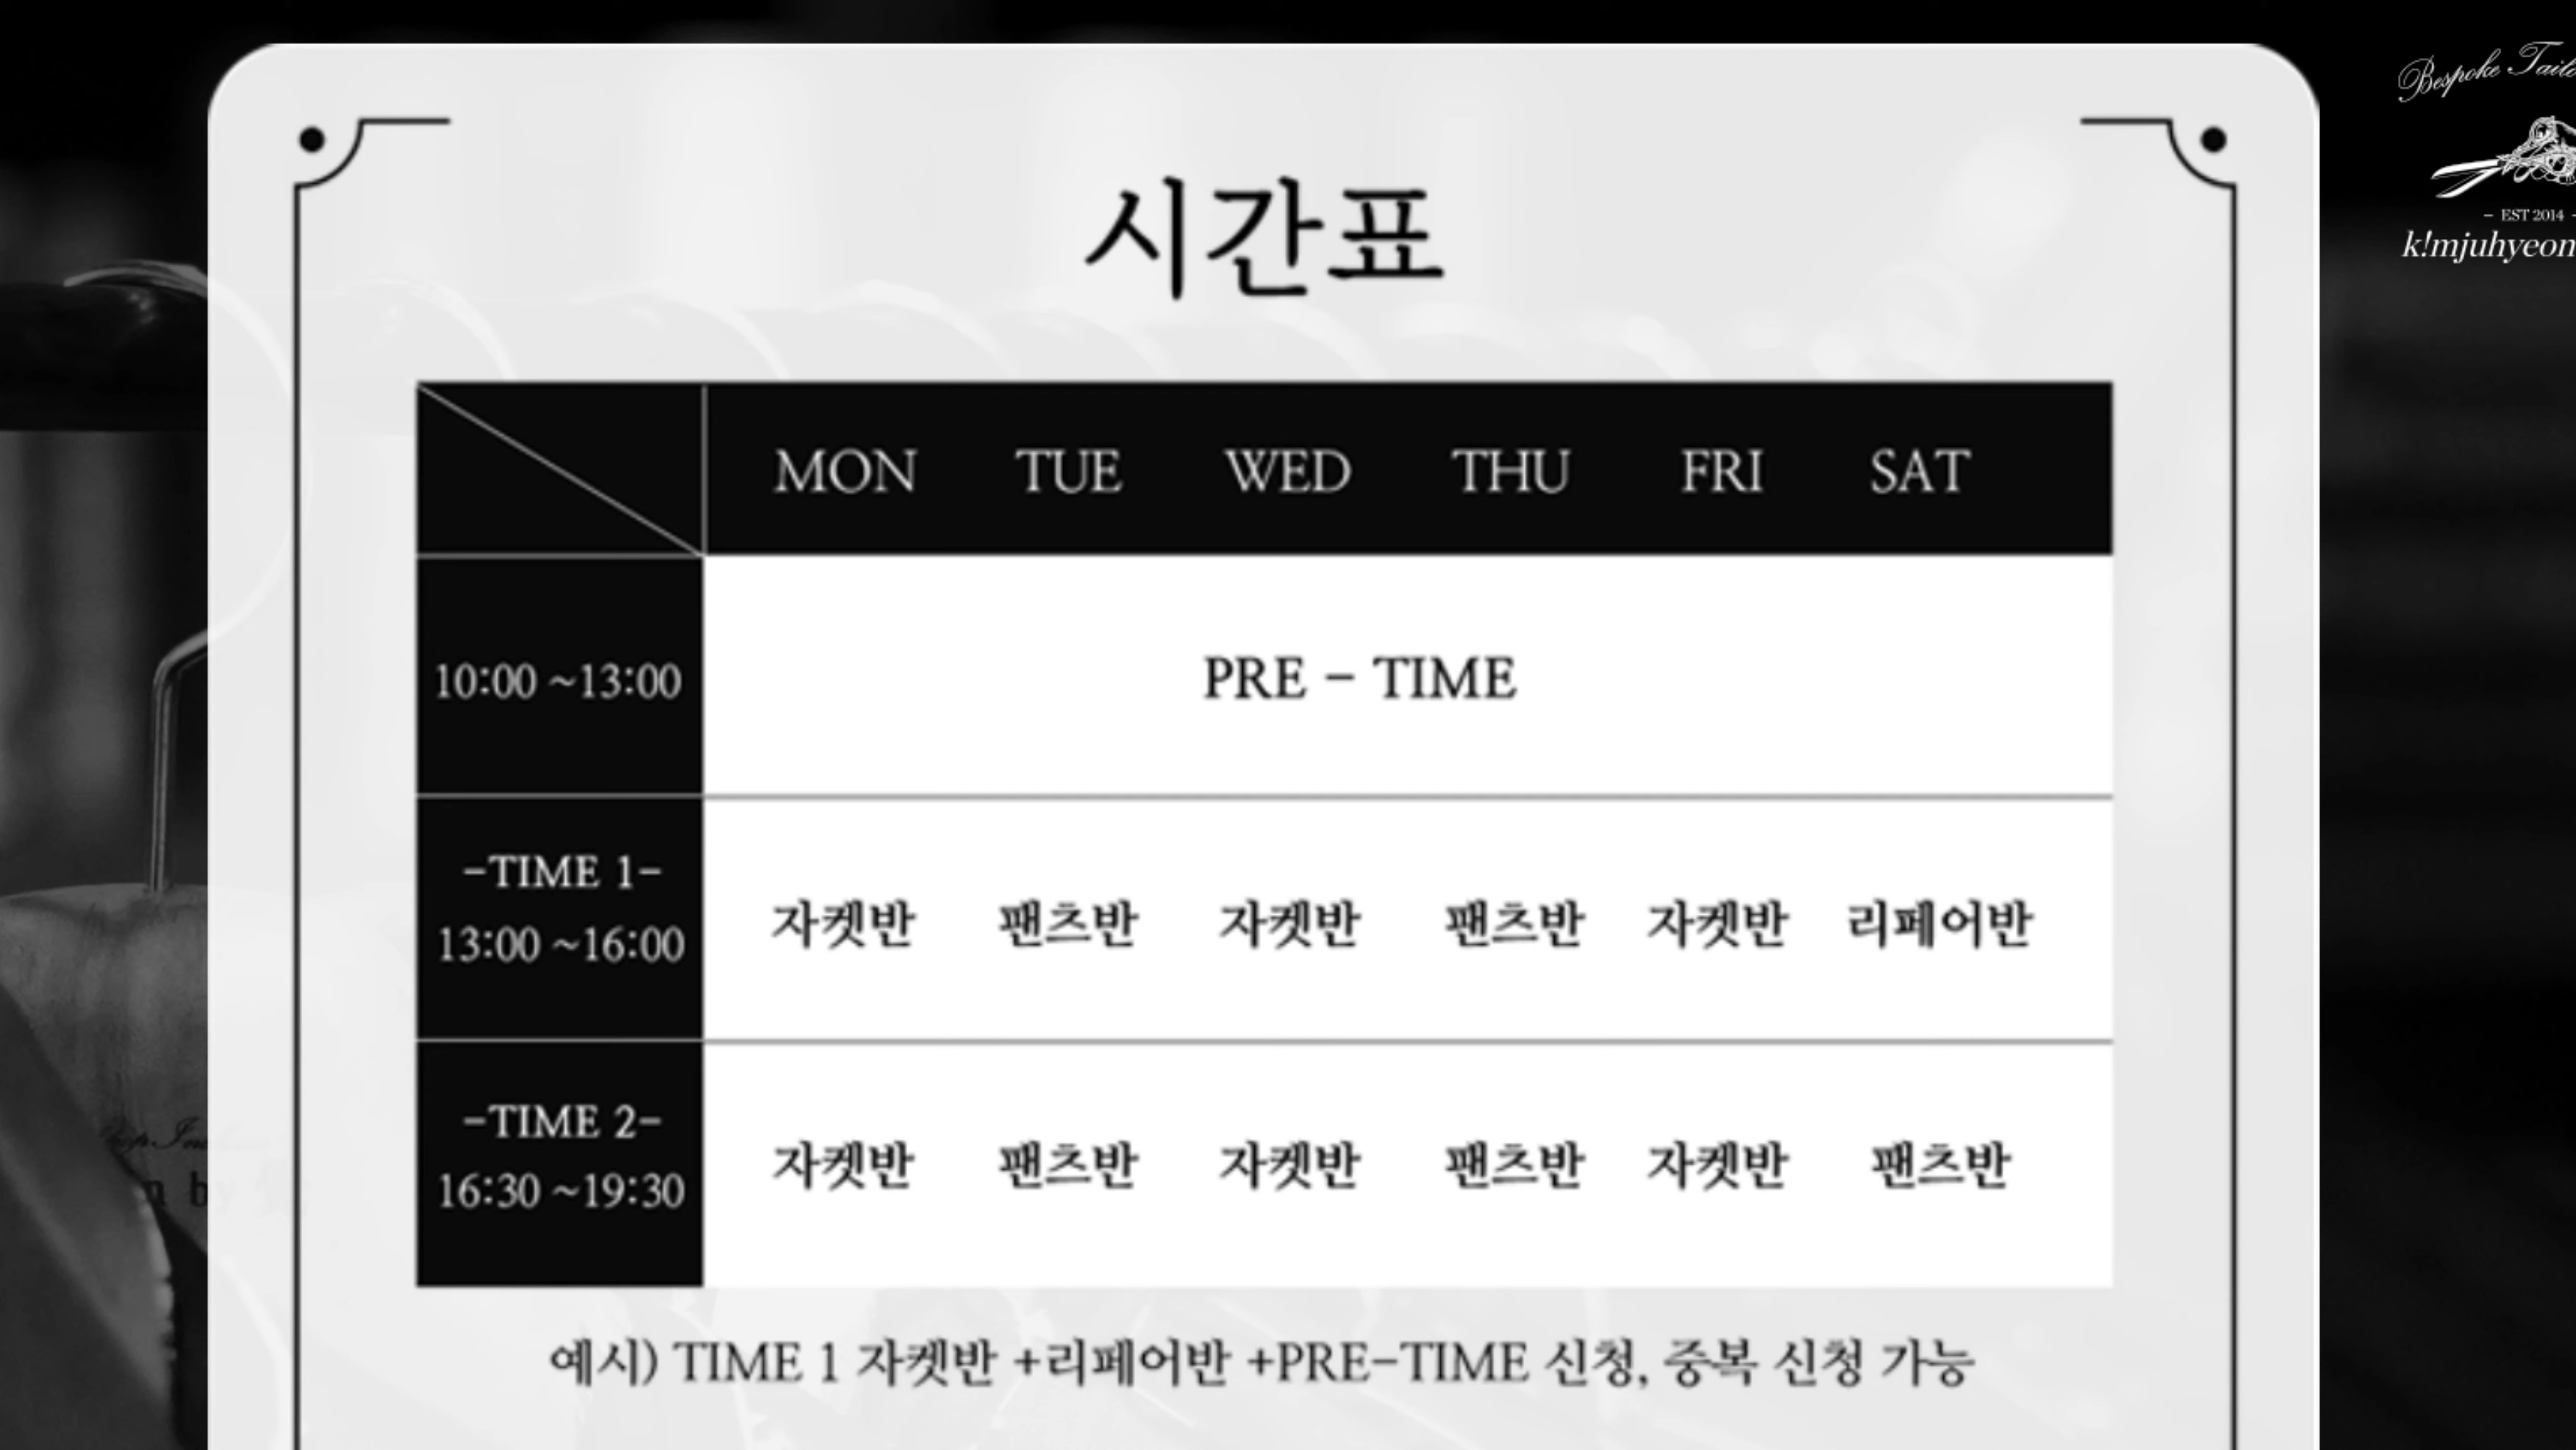 Bespoke
- EST 2014 -
k!mjuhyeon
시간표
MON TUE WED THU FRI SAT
10:00 ~13:00 PRE - TIME
-TIME 1-
13:00 ~16:00 자켓반 팬츠반 자켓반 팬츠반 자켓반 리페어반
-TIME 2-
16:30 ~19:30 자켓반 팬츠반 자켓반 팬츠반 자켓반 팬츠반
예시) TIME 1 자켓반 +리페어반 +PRE-TIME 신청, 중복 신청 가능